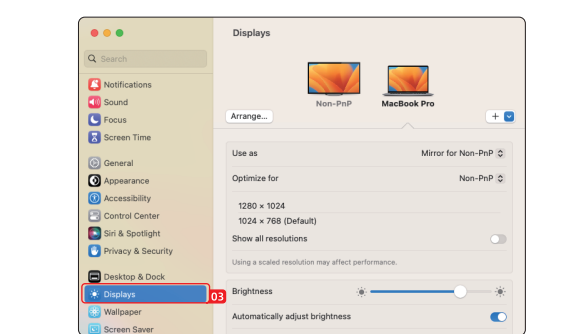 Displays
Search
Notifications
Sound
Focus
Screen Time
General
Appearance
Accessibility
Control Center
Siri & Spotlight
Privacy & Security
Desktop & Dock
Displays
03
Wallpaper
Screen Saver
Non-PnP
MacBook Pro
Arrange...
Use as
Mirror for Non-PnP
Optimize for
Non-PnP
1280 × 1024
1024 × 768 (Default)
Show all resolutions
Using a scaled resolution may affect performance.
Brightness
Automatically adjust brightness